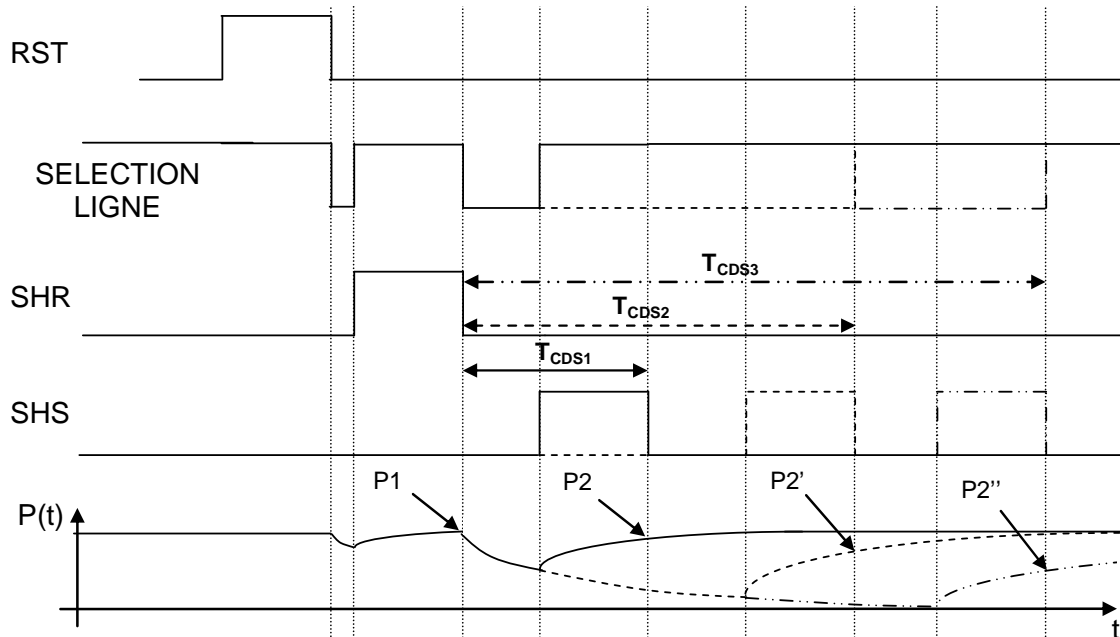 RST
SELECTION
LIGNE
T_CDS3
SHR
T_CDS2
T_CDS1
SHS
P1
P2
P2’
P2’’
P(t)
t